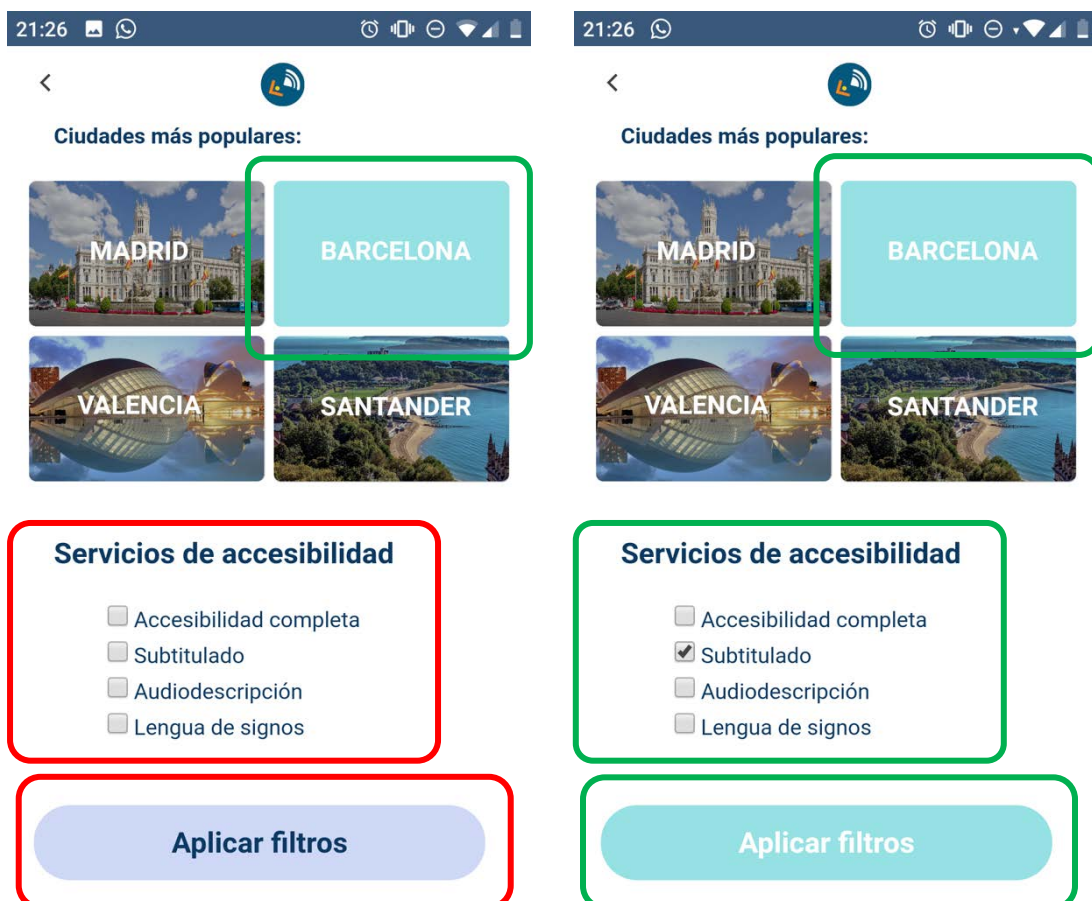 21:26
Ciudades más populares:
MADRID
BARCELONA
VALENCIA
SANTANDER
Servicios de accesibilidad
Accesibilidad completa
Subtitulado
Audiodescripción
Lengua de signos
Aplicar filtros
21:26
Ciudades más populares:
MADRID
BARCELONA
VALENCIA
SANTANDER
Servicios de accesibilidad
Accesibilidad completa
Subtitulado
Audiodescripción
Lengua de signos
Aplicar filtros